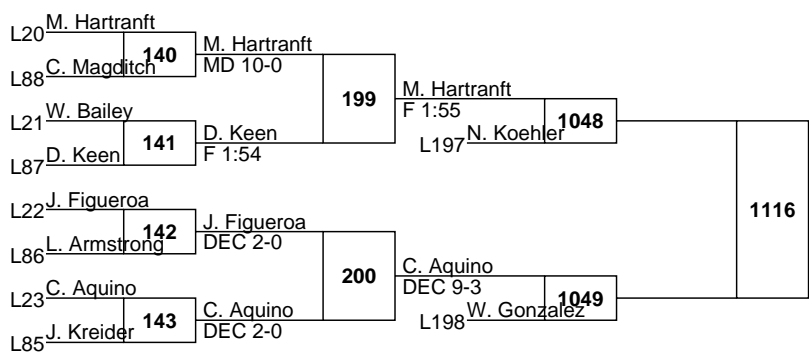 M. Hartranft
L20
140
M. Hartranft
MD 10-0
C. Magditch
L88
199
M. Hartranft
F 1:55
W. Bailey
L21
141
D. Keen
F 1:54
D. Keen
L87
1048
N. Koehler
L197
1116
J. Figueroa
L22
142
J. Figueroa
DEC 2-0
L. Armstrong
L86
200
C. Aquino
DEC 9-3
C. Aquino
L23
143
C. Aquino
DEC 2-0
J. Kreider
L85
1049
W. Gonzalez
L198